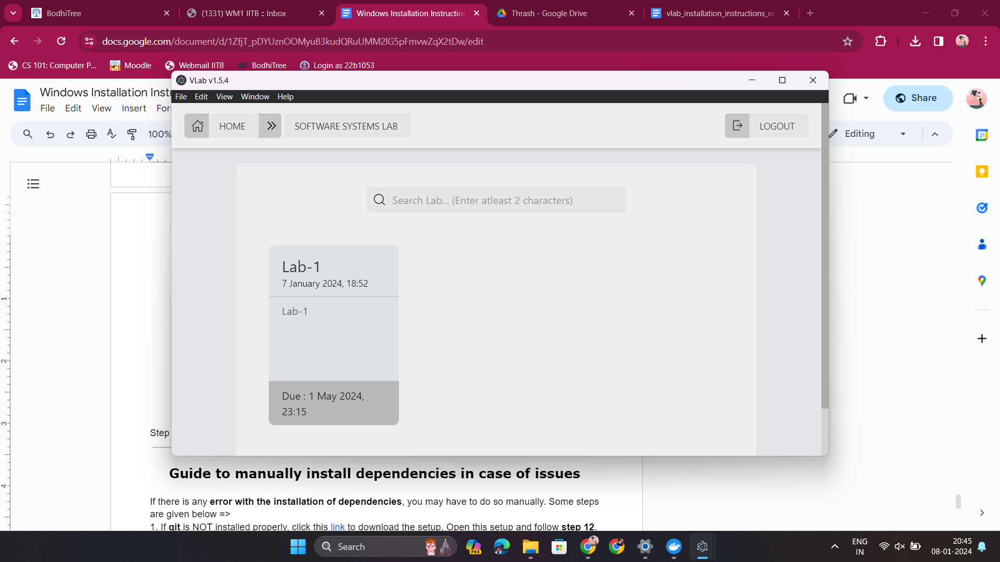 BodhiTree
(1331) WM1 IITB :: Inbox
Windows Installation Instructio
Thrash - Google Drive
vlab_installation_instructions_o
docs.google.com/document/d/1ZfjT_pDYUznOOMyuB3kudQRuUMM2lG5pFmvwZqX2tDw/edit
CS 101: Computer P...
Moodle
Webmail IITB
BodhiTree
Login as 22b1053
VLab v1.5.4
File Edit View Window Help
Windows Installation Inst
File Edit View Insert For
Share
HOME
SOFTWARE SYSTEMS LAB
LOGOUT
100%
Editing
31
Search Lab... (Enter atleast 2 characters)
Lab-1
7 January 2024, 18:52
Lab-1
Due : 1 May 2024,
23:15
1
2
3
4
Step
Guide to manually install dependencies in case of issues
If there is any error with the installation of dependencies, you may have to do so manually. Some steps
are given below =>
1. If git is NOT installed properly, click this link to download the setup. Open this setup and follow step 12.
Search
PRE
ENG
IN
20:45
08-01-2024